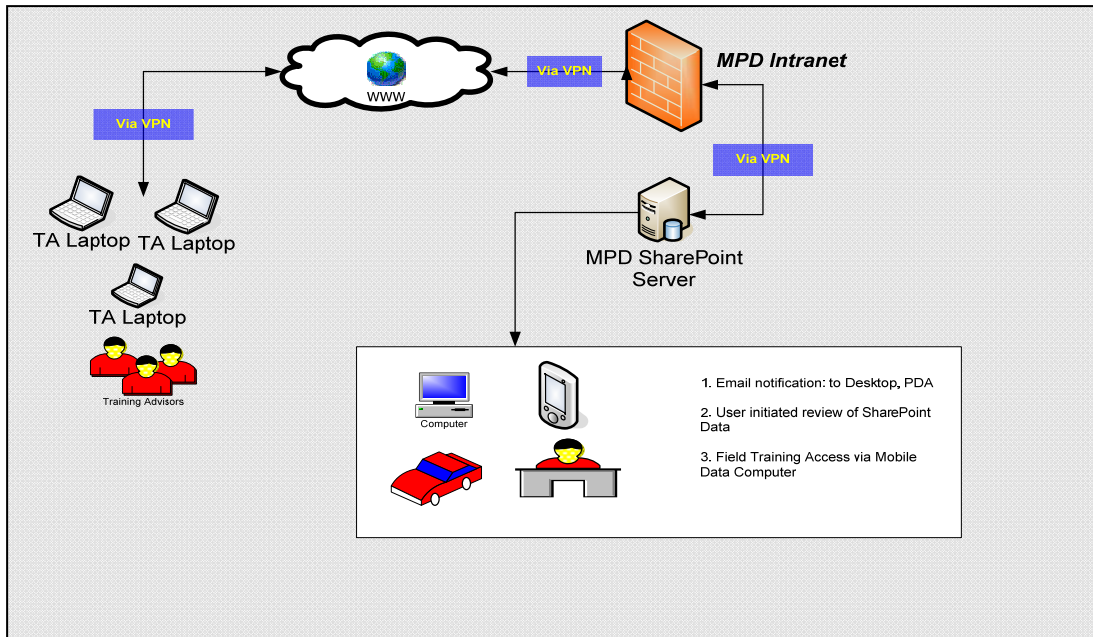 MPD Intranet
Via VPN
WWW
Via VPN
Via VPN
TA Laptop
TA Laptop
TA Laptop
Training Advisors
MPD SharePoint
Server
Computer
1. Email notification: to Desktop, PDA
2. User initiated review of SharePoint
Data
3. Field Training Access via Mobile
Data Computer